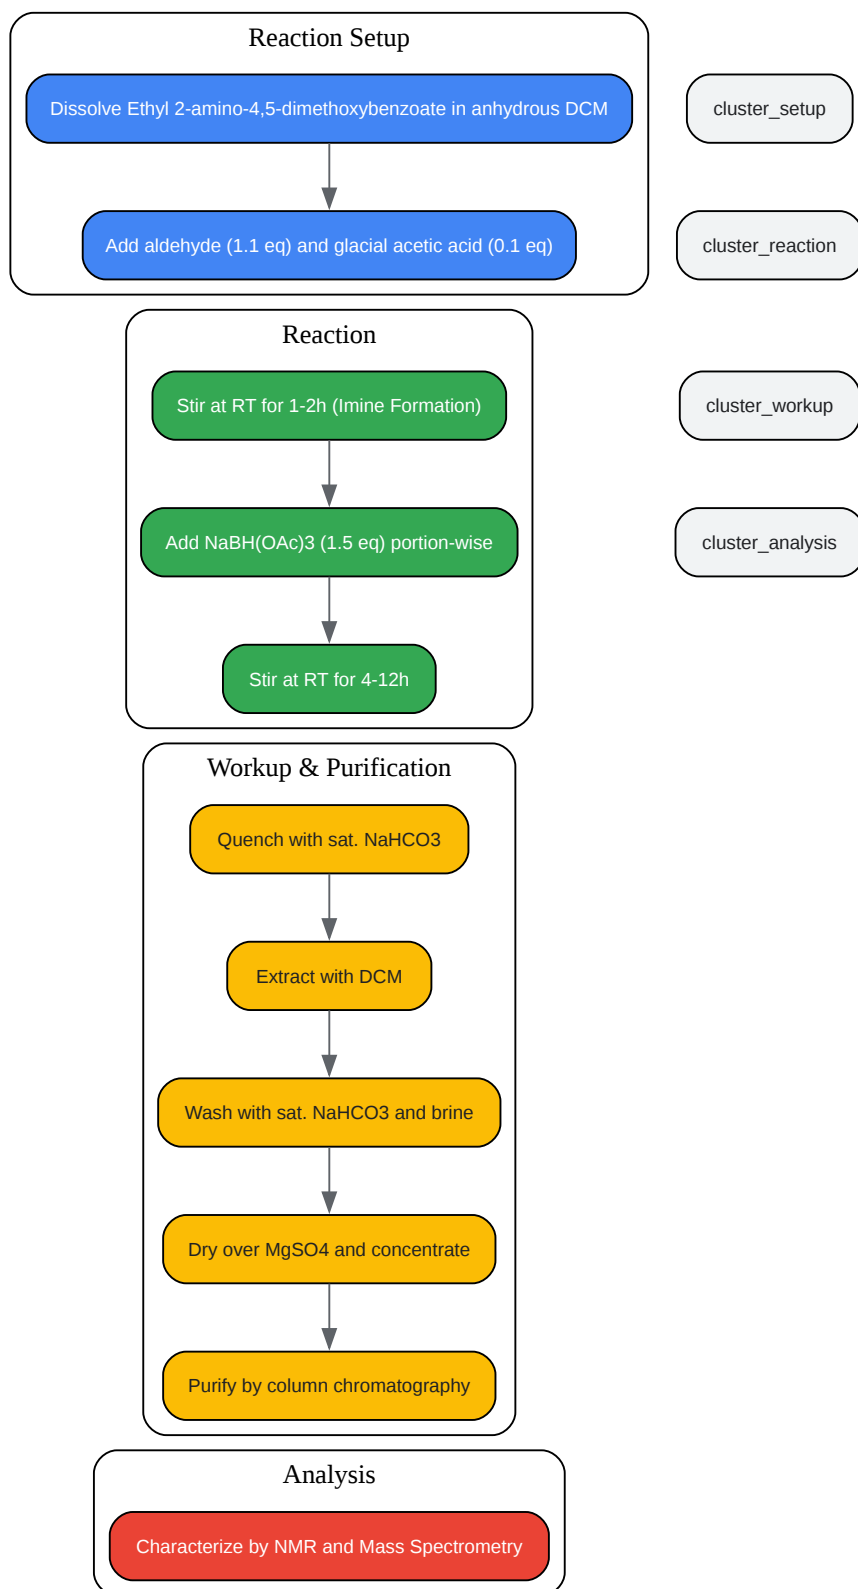 Reaction Setup
Dissolve Ethyl 2-amino-4,5-dimethoxybenzoate in anhydrous DCM
cluster_setup
Add aldehyde (1.1 eq) and glacial acetic acid (0.1 eq)
cluster_reaction
Reaction
Stir at RT for 1-2h (Imine Formation)
cluster_workup
Add NaBH(OAc)3 (1.5 eq) portion-wise
cluster_analysis
Stir at RT for 4-12h
Workup & Purification
Quench with sat. NaHCO3
Extract with DCM
Wash with sat. NaHCO3 and brine
Dry over MgSO4 and concentrate
Purify by column chromatography
Analysis
Characterize by NMR and Mass Spectrometry